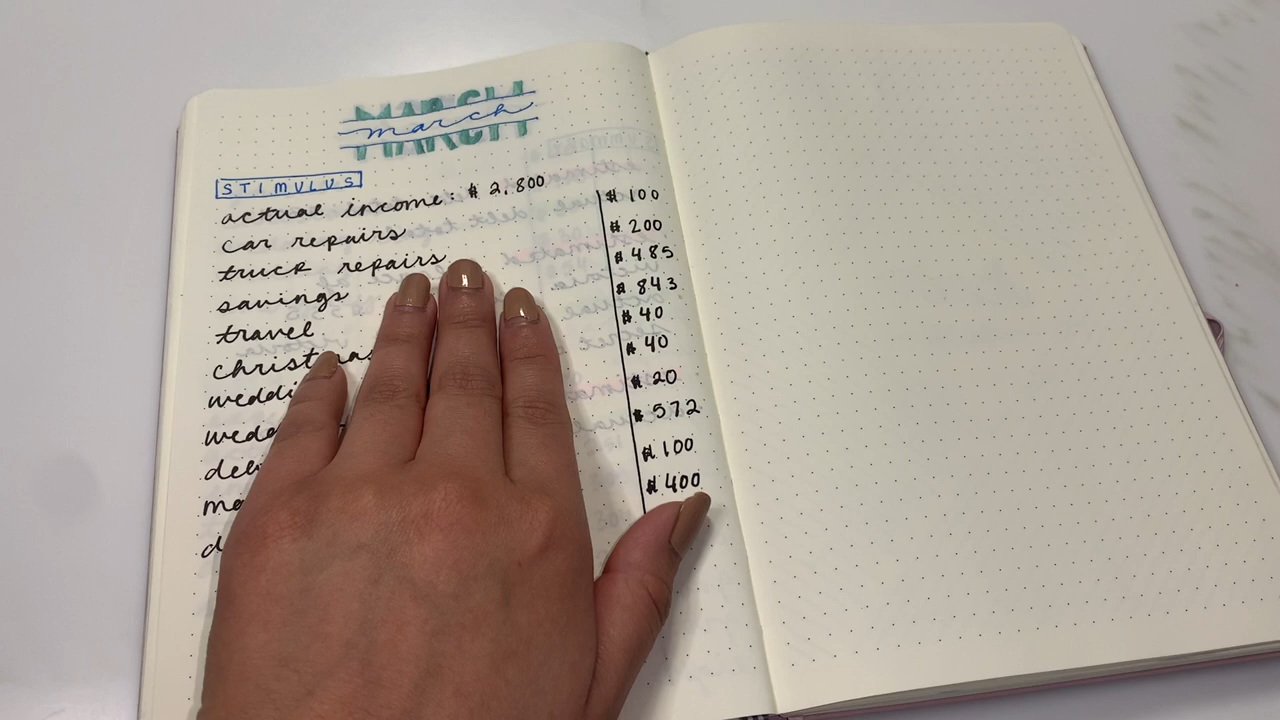 MARCH
march
STIMULUS
actual income: $ 2,800
car repairs $ 100
truck repairs $ 200
savings $ 485
travel $ 843
christmas $ 40
$ 40
$ 20
$ 572
$ 100
$ 400